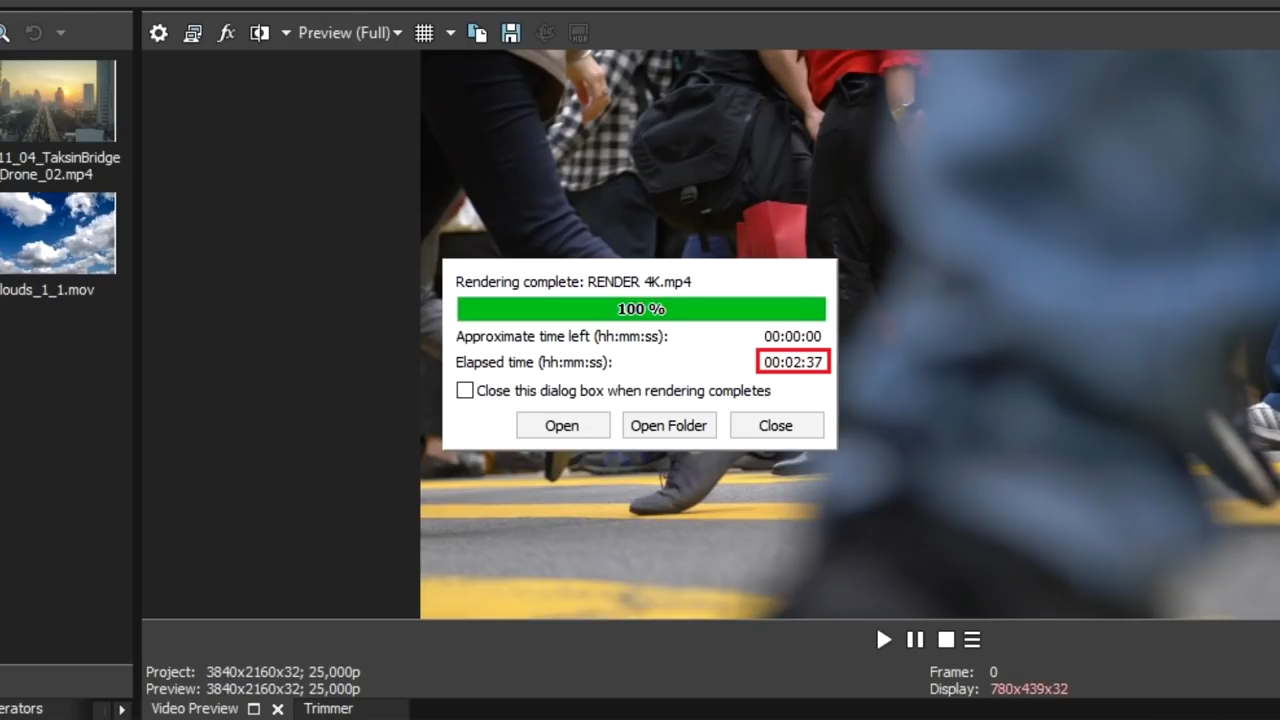 Preview (Full)
11_04_TaksinBridge
Drone_02.mp4
louds_1_1.mov
Rendering complete: RENDER 4K.mp4
100 %
Approximate time left (hh:mm:ss): 00:00:00
Elapsed time (hh:mm:ss): 00:02:37
Close this dialog box when rendering completes
Open Open Folder Close
Project: 3840x2160x32; 25,000p
Frame: 0
Preview: 3840x2160x32; 25,000p
Display: 780x439x32
erators
Video Preview
Trimmer